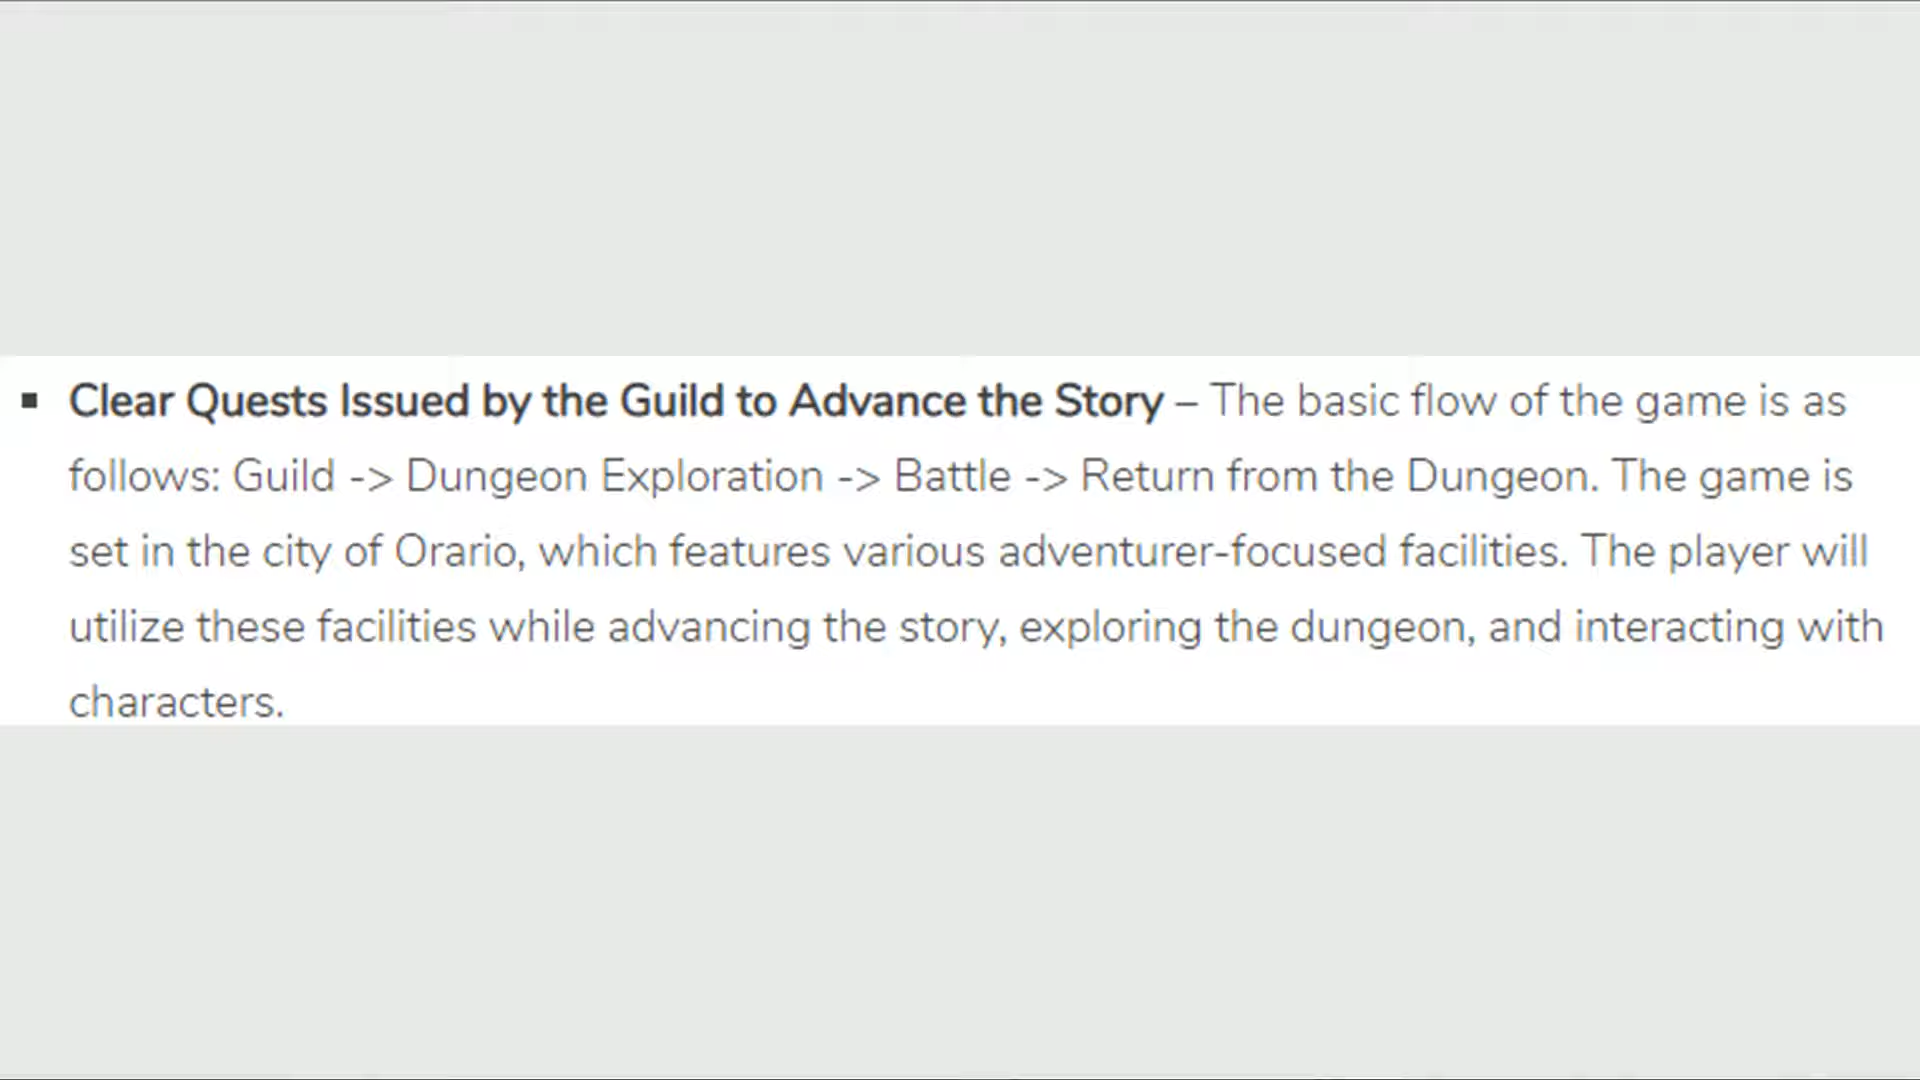 ▪ Clear Quests Issued by the Guild to Advance the Story – The basic flow of the game is as
follows: Guild -> Dungeon Exploration -> Battle -> Return from the Dungeon. The game is
set in the city of Orario, which features various adventurer-focused facilities. The player will
utilize these facilities while advancing the story, exploring the dungeon, and interacting with
characters.